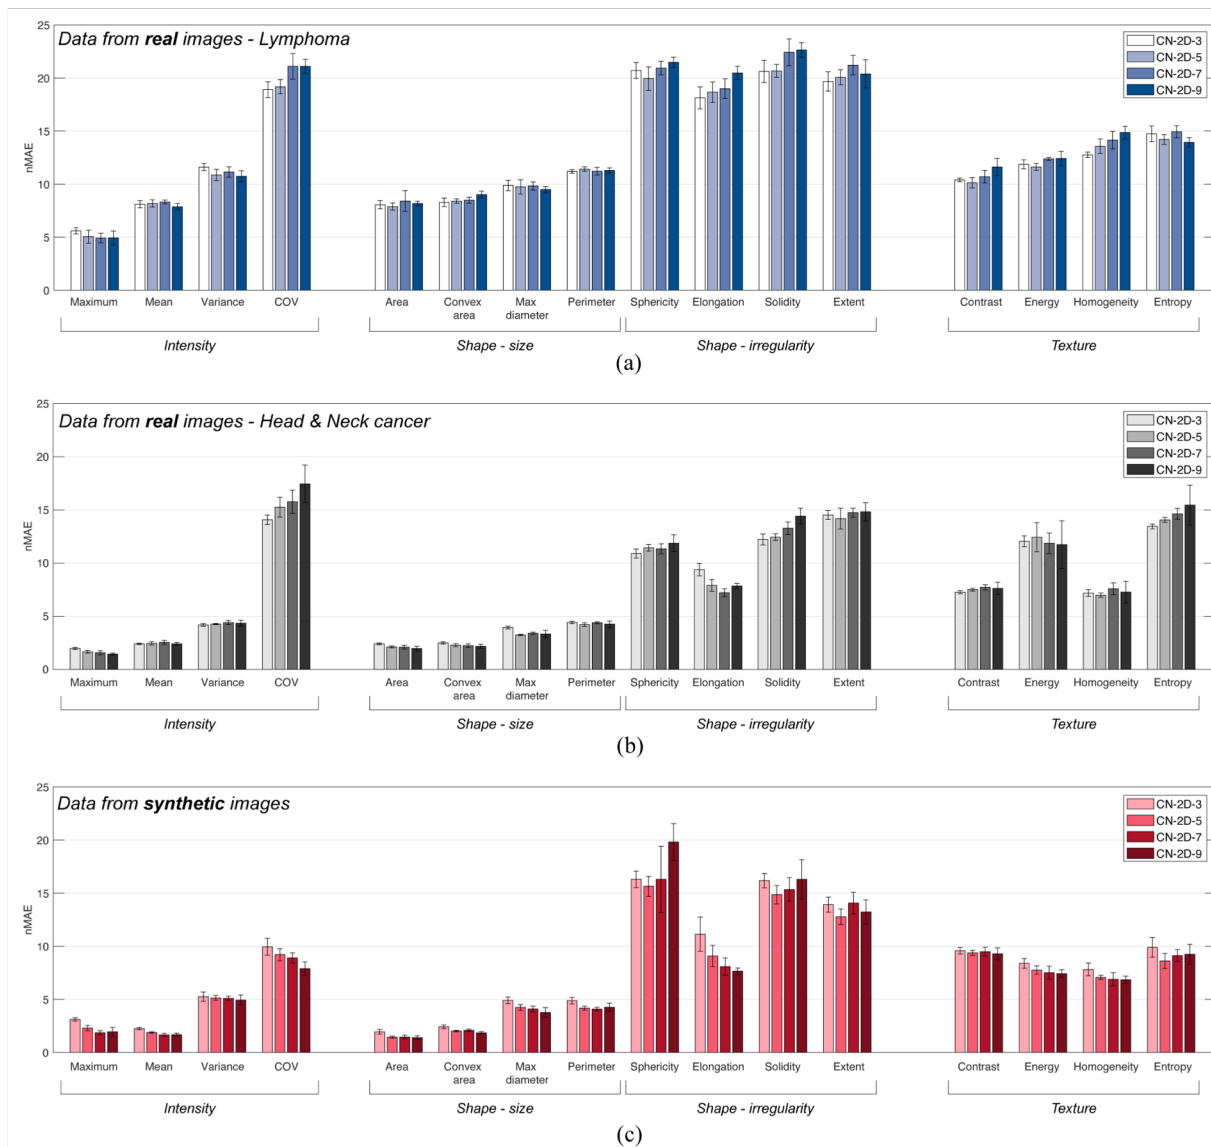 Data from real images - Lymphoma
CN-2D-3
CN-2D-5
CN-2D-7
CN-2D-9
nMAE
25
20
15
10
5
0
Maximum Mean Variance COV Area Convex area Max diameter Perimeter Sphericity Elongation Solidity Extent Contrast Energy Homogeneity Entropy
Intensity Shape - size Shape - irregularity Texture
(a)
Data from real images - Head & Neck cancer
CN-2D-3
CN-2D-5
CN-2D-7
CN-2D-9
nMAE
25
20
15
10
5
0
Maximum Mean Variance COV Area Convex area Max diameter Perimeter Sphericity Elongation Solidity Extent Contrast Energy Homogeneity Entropy
Intensity Shape - size Shape - irregularity Texture
(b)
Data from synthetic images
CN-2D-3
CN-2D-5
CN-2D-7
CN-2D-9
nMAE
25
20
15
10
5
0
Maximum Mean Variance COV Area Convex area Max diameter Perimeter Sphericity Elongation Solidity Extent Contrast Energy Homogeneity Entropy
Intensity Shape - size Shape - irregularity Texture
(c)